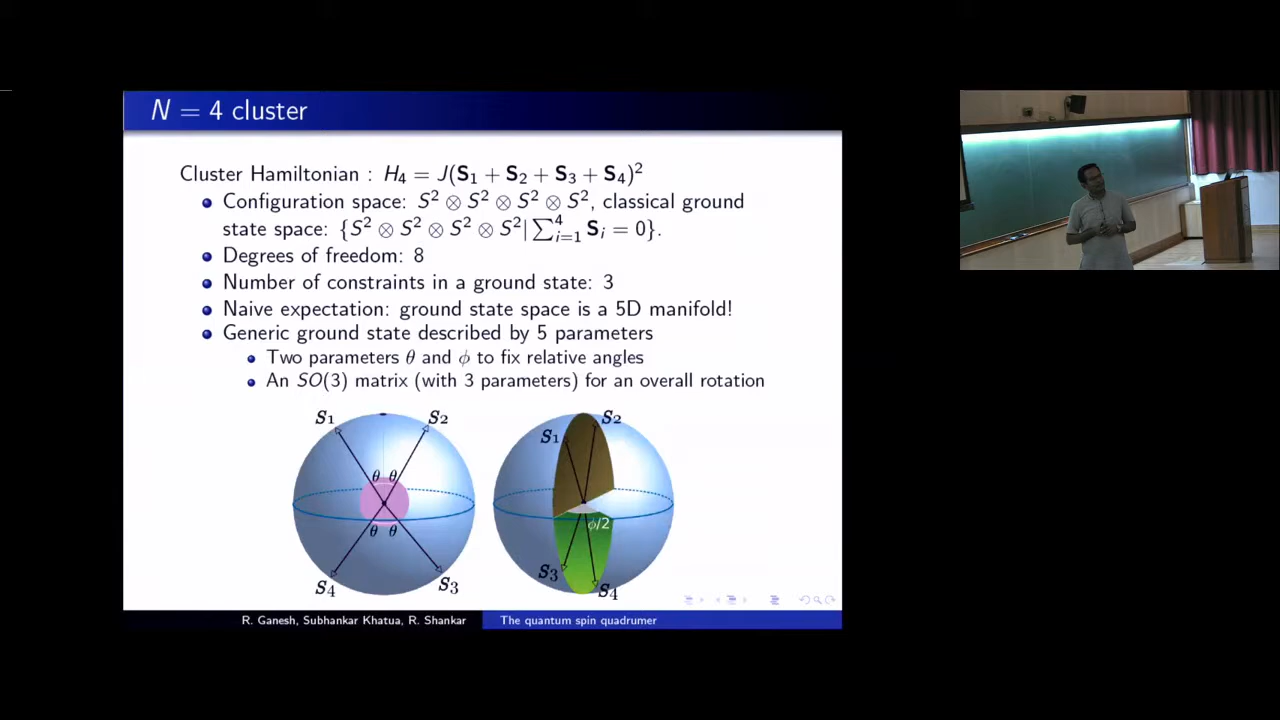 N = 4 cluster
Cluster Hamiltonian : H₄ = J(S₁ + S₂ + S₃ + S₄)²
Configuration space: S² ⊗ S² ⊗ S² ⊗ S², classical ground
state space: {S² ⊗ S² ⊗ S² ⊗ S²| ∑⁴ᵢ₌₁ Sᵢ = 0}.
Degrees of freedom: 8
Number of constraints in a ground state: 3
Naive expectation: ground state space is a 5D manifold!
Generic ground state described by 5 parameters
Two parameters θ and ϕ to fix relative angles
An SO(3) matrix (with 3 parameters) for an overall rotation
S₁ S₂
θ θ
θ θ
S₄ S₃
S₁ S₂
ϕ/2
S₃ S₄
R. Ganesh, Subhankar Khatua, R. Shankar The quantum spin quadrumer